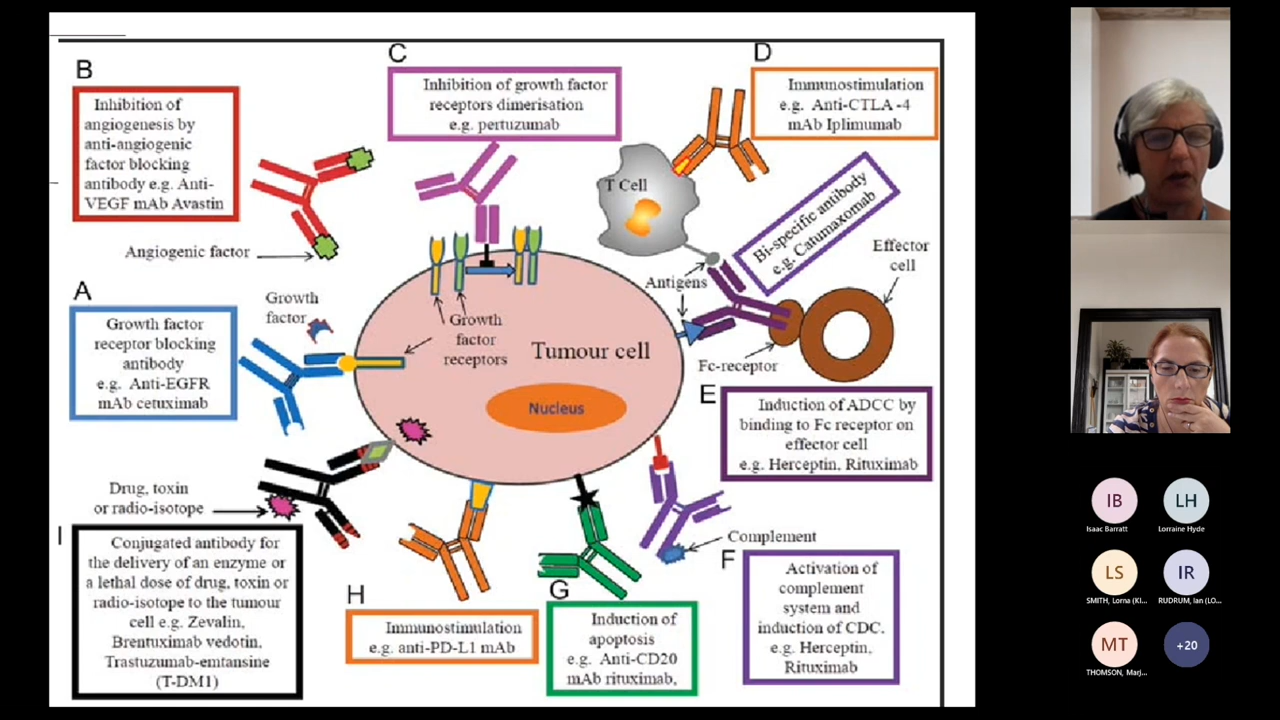 B
Inhibition of
angiogenesis by
anti-angiogenic
factor blocking
antibody e.g. Anti-
VEGF mAb Avastin
Angiogenic factor
C
Inhibition of growth factor
receptors dimerisation
e.g. pertuzumab
D
Immunostimulation
e.g. Anti-CTLA -4
mAb Iplimumab
T Cell
Bi-specific antibody
e.g. Catumaxomab
Effector
cell
Antigens
Fc-receptor
A
Growth factor
receptor blocking
antibody
e.g. Anti-EGFR
mAb cetuximab
Growth
factor
Growth
factor
receptors
Tumour cell
Nucleus
E
Induction of ADCC by
binding to Fc receptor on
effector cell
e.g. Herceptin, Rituximab
Drug, toxin
or radio-isotope
I
Conjugated antibody for
the delivery of an enzyme or
a lethal dose of drug, toxin or
radio-isotope to the tumour
cell e.g. Zevalin,
Brentuximab vedotin,
Trastuzumab-emtansine
(T-DM1)
H
Immunostimulation
e.g. anti-PD-L1 mAb
G
Induction of
apoptosis
e.g. Anti-CD20
mAb rituximab,
Complement
F
Activation of
complement
system and
induction of CDC.
e.g. Herceptin,
Rituximab
IB
Isaac Barratt
LH
Lorraine Hyde
LS
SMITH, Lorna (KI...
IR
RUDRUM, Ian (LO...
MT
THOMSON, Marj...
+20